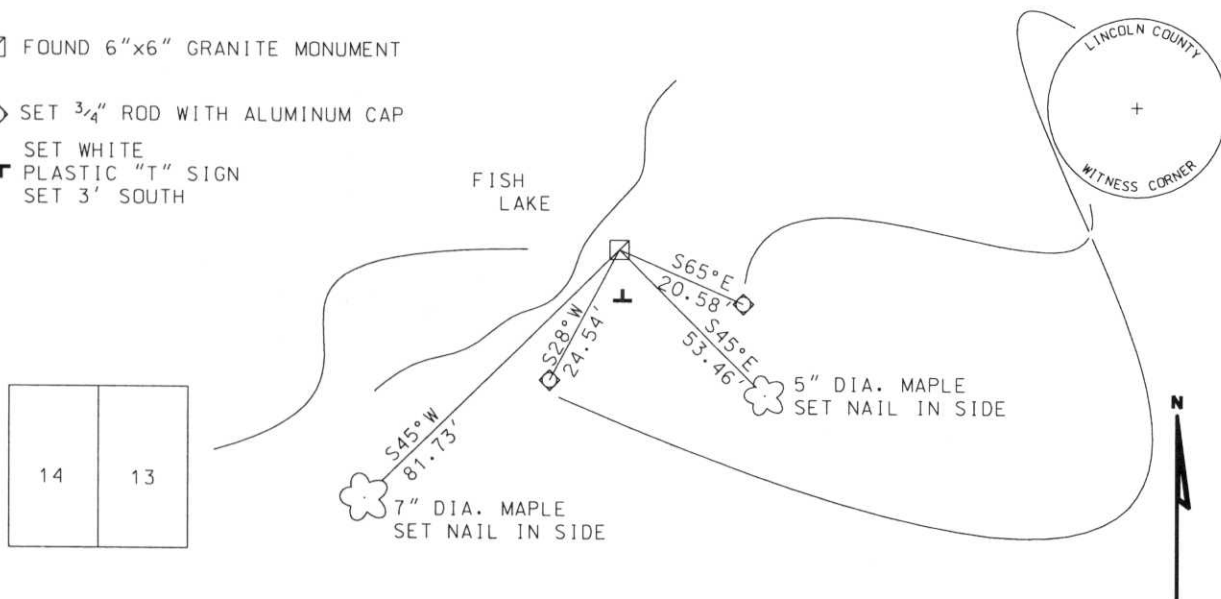 FOUND 6"x6" GRANITE MONUMENT
SET 3/4" ROD WITH ALUMINUM CAP
SET WHITE
PLASTIC "T" SIGN
SET 3' SOUTH
FISH
LAKE
LINCOLN COUNTY
WITNESS CORNER
S65°E
20.58'
S28°W
24.54'
S45°E
53.46'
5" DIA. MAPLE
SET NAIL IN SIDE
S45°W
81.73'
7" DIA. MAPLE
SET NAIL IN SIDE
14
13
N